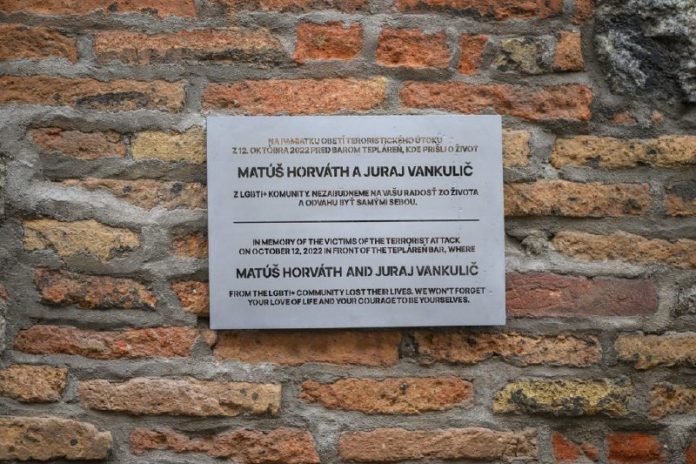 NA PAMIATKU OBETÍ TERORISTICKÉHO ÚTOKU
Z 12. OKTÓBRA 2022 PRED BAROM TEPLÁREŇ, KDE PRIŠLI O ŽIVOT
MATÚŠ HORVÁTH A JURAJ VANKULIČ
Z LGBTI+ KOMUNITY. NEZABUDNEME NA VAŠU RADOSŤ ZO ŽIVOTA
A ODVAHU BYŤ SAMÝMI SEBOU.
IN MEMORY OF THE VICTIMS OF THE TERRORIST ATTACK
ON OCTOBER 12, 2022 IN FRONT OF THE TEPLÁREŇ BAR, WHERE
MATÚŠ HORVÁTH AND JURAJ VANKULIČ
FROM THE LGBTI+ COMMUNITY LOST THEIR LIVES. WE WON'T FORGET
YOUR LOVE OF LIFE AND YOUR COURAGE TO BE YOURSELVES.